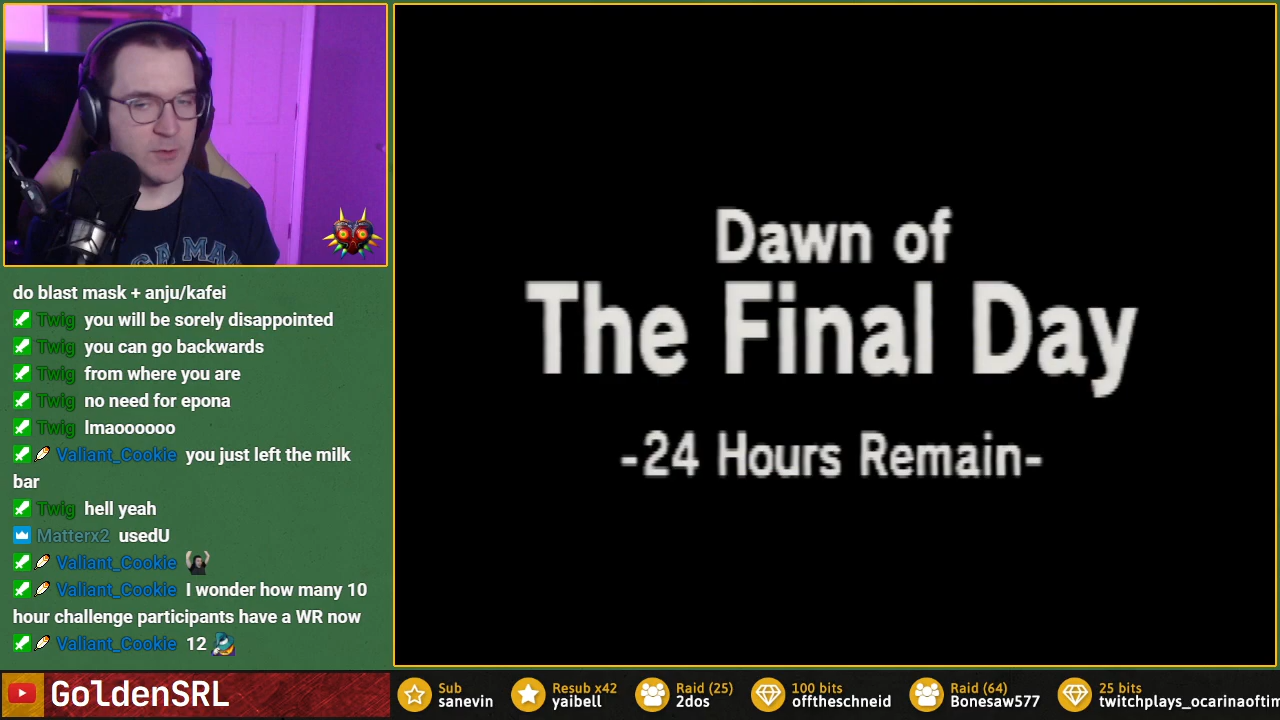 Dawn of
The Final Day
-24 Hours Remain-
do blast mask + anju/kafei
Twig you will be sorely disappointed
Twig you can go backwards
Twig from where you are
Twig no need for epona
Twig lmaoooooo
Valiant_Cookie you just left the milk
bar
Twig hell yeah
Matterx2 usedU
Valiant_Cookie
Valiant_Cookie I wonder how many 10
hour challenge participants have a WR now
Valiant_Cookie 12
GoldenSRL
Sub
sanevin
Resub x42
yaibell
Raid (25)
2dos
100 bits
offtheschneid
Raid (64)
Bonesaw577
25 bits
twitchplays_ocarinaoftim